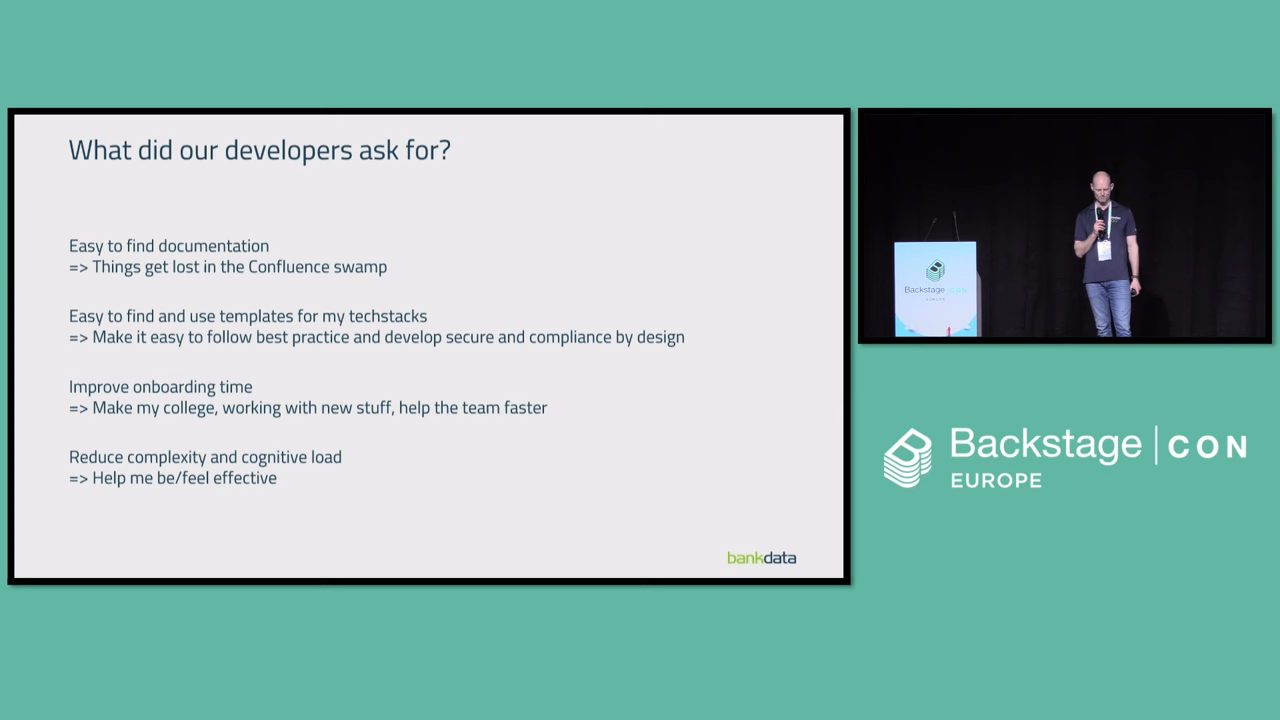 What did our developers ask for?
Easy to find documentation
=> Things get lost in the Confluence swamp
Easy to find and use templates for my techstacks
=> Make it easy to follow best practice and develop secure and compliance by design
Improve onboarding time
=> Make my college, working with new stuff, help the team faster
Reduce complexity and cognitive load
=> Help me be/feel effective
bankdata
Backstage CON
EUROPE
Backstage | CON
EUROPE